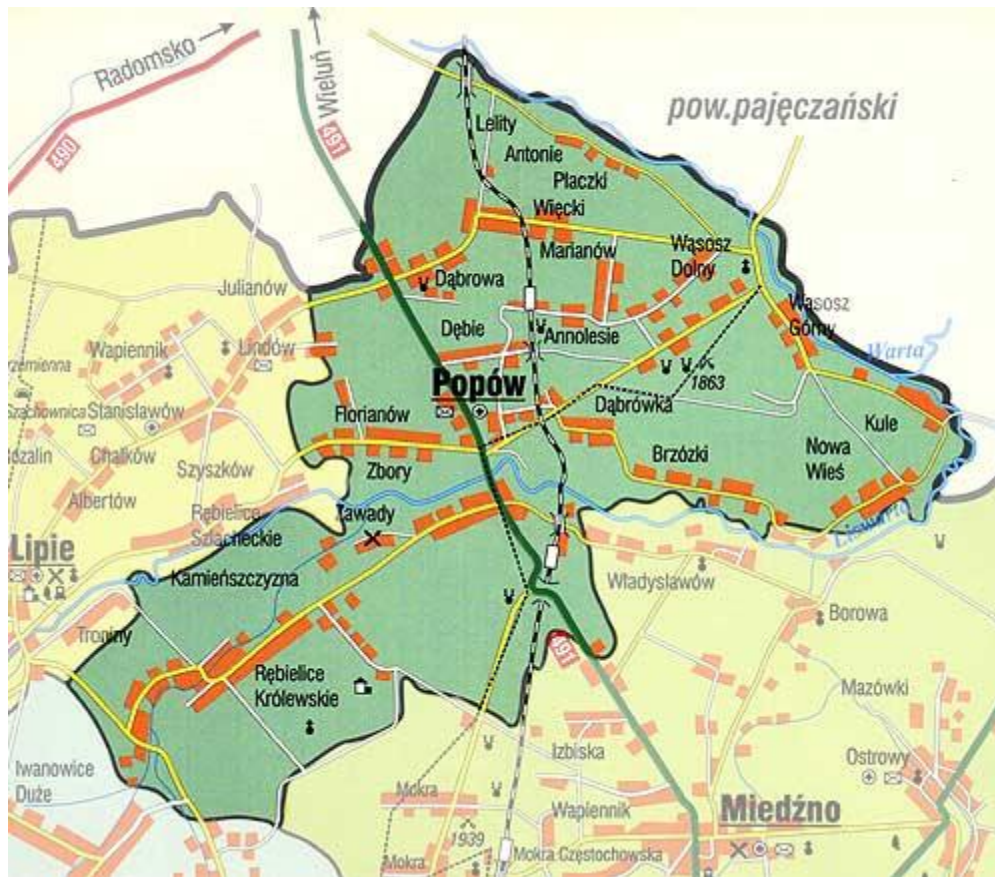 Radomsko
Wieluń
490
491
pow.pajęczański
Lelity
Antonie
Płaczki
Więcki
Marianów
Wąsosz
Dolny
Julianów
Dąbrowa
Wąsosz
Górny
Dębie
Annolesie
Wapiennik
Lindów
Warta
1863
Popów
Dąbrówka
Stanisławów
Florianów
Kule
Chałków
Szyszków
Zbory
Brzózki
Nowa
Wieś
Albertów
Rębielice
Szlacheckie
Zawady
Liswarta
Lipie
Kamieńszczyzna
Władysławów
Borowa
Troniny
491
Rębielice
Królewskie
Mazówki
Izbiska
Ostrowy
Iwanowice
Duże
Mokra
Wapiennik
Miedźno
1939
Mokra
Mokra Częstochowska